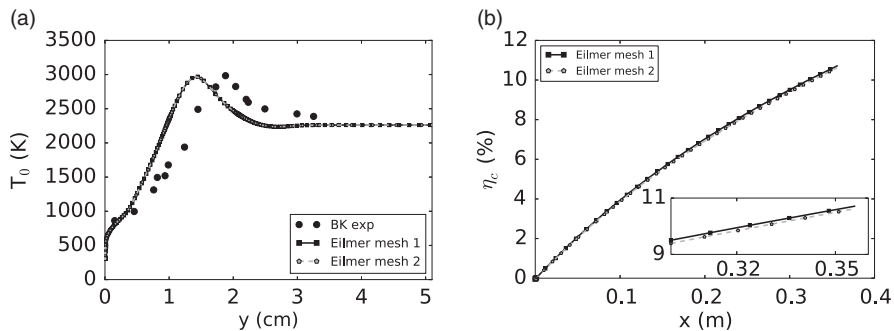 (a)
3500
3000
2500
2000
1500
1000
500
0
T0 (K)
0 1 2 3 4 5
y (cm)
BK exp
Eilmer mesh 1
Eilmer mesh 2
(b)
12
10
8
6
4
2
0
ηc (%)
Eilmer mesh 1
Eilmer mesh 2
11
9
0.32 0.35
0.1 0.2 0.3 0.4
x (m)